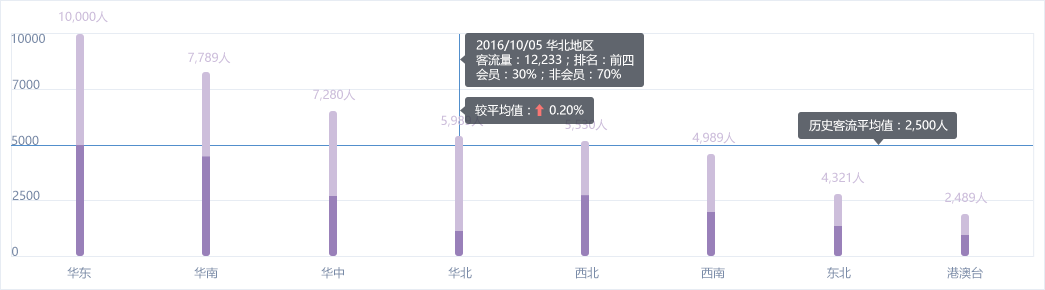 10,000人
10000
7,789人
7000
7,280人
2016/10/05 华北地区
客流量：12,233；排名：前四
会员：30%；非会员：70%
较平均值： 0.20%
历史客流平均值：2,500人
5000
4,989人
4,321人
2,489人
2500
0
华东
华南
华中
华北
西北
西南
东北
港澳台